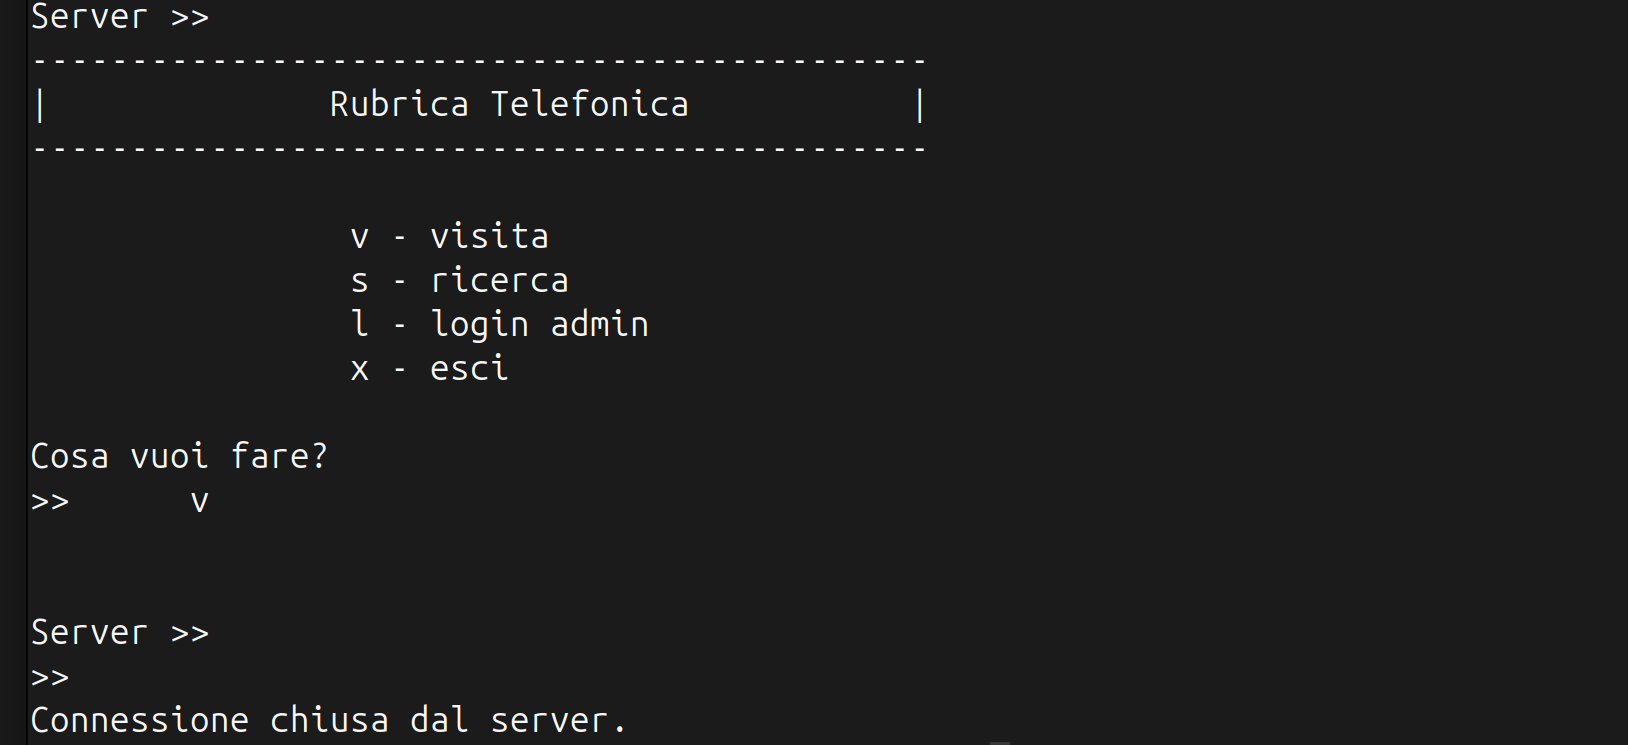 Server >>
---------------------------------------------
|              Rubrica Telefonica           |
---------------------------------------------
v - visita
s - ricerca
l - login admin
x - esci
Cosa vuoi fare?
>>      v
Server >>
>>
Connessione chiusa dal server.